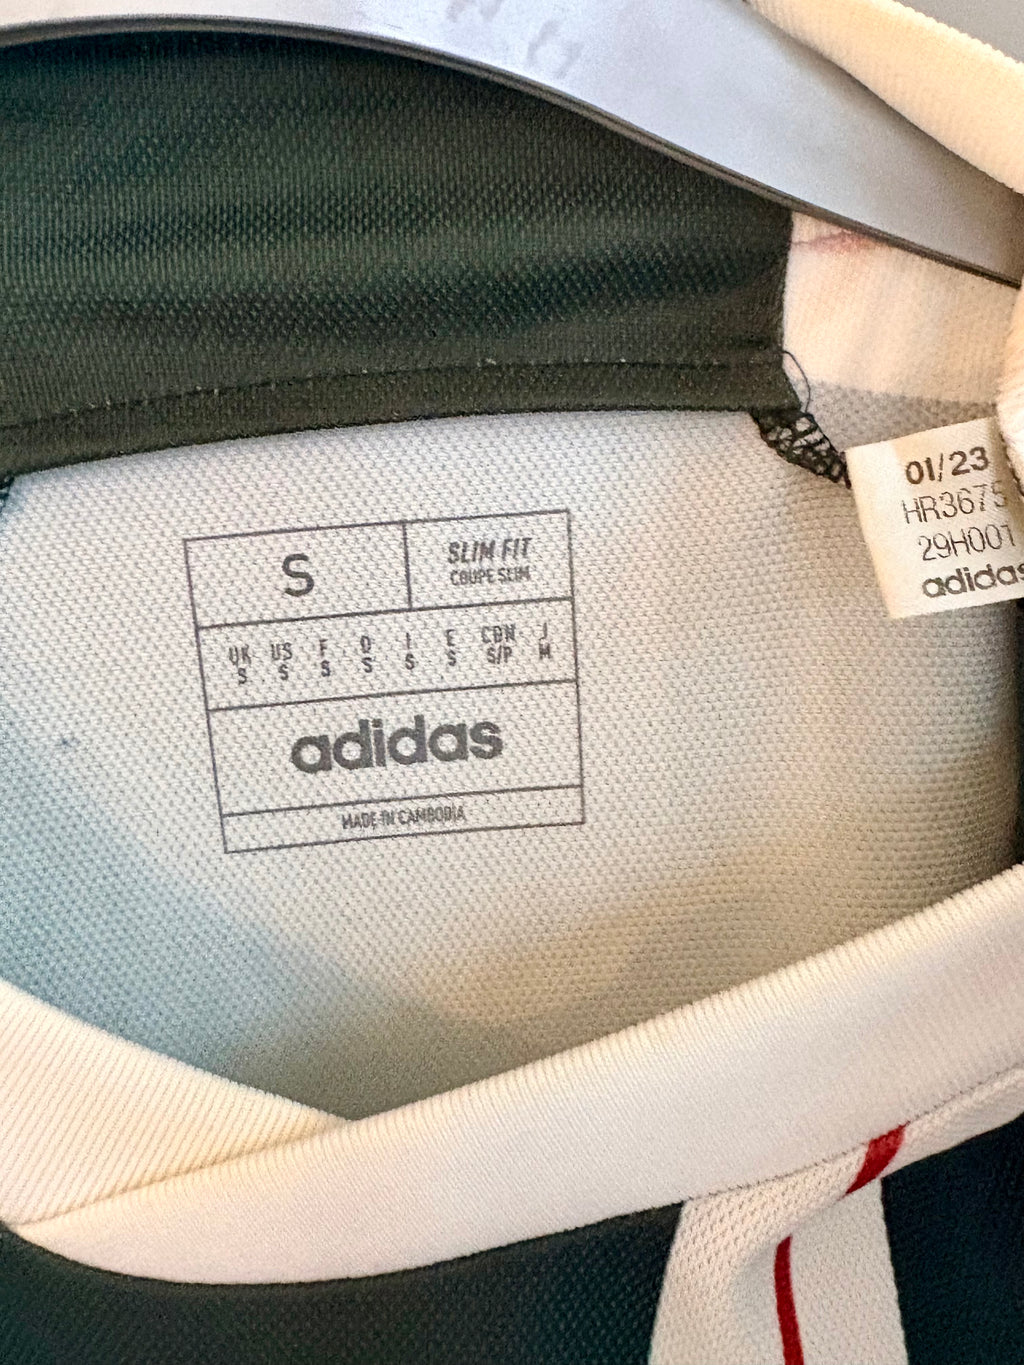 S
SLIM FIT
COUPE SLIM
UK US F D I E CDN J
S S S S S S S/P M
adidas
MADE IN CAMBODIA
01/23
HR3675
29H001
adidas